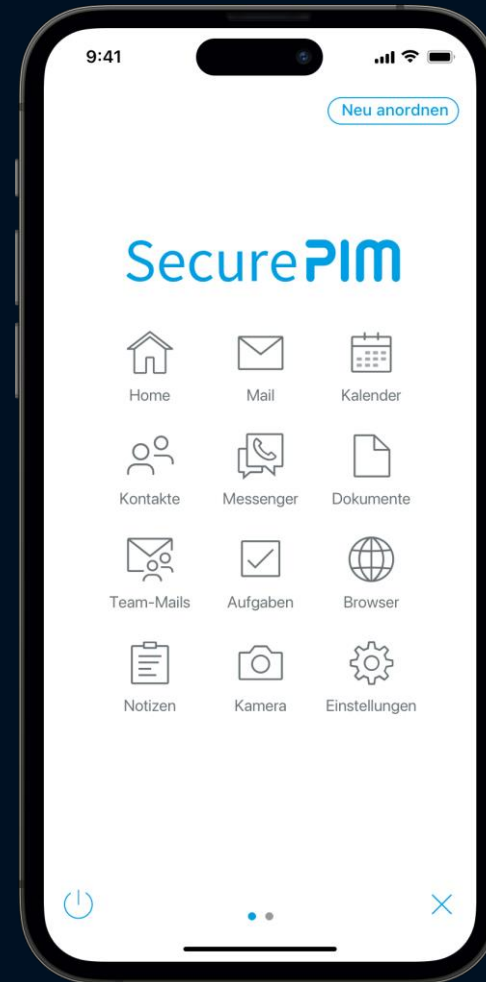 9:41
Neu anordnen
SecurePIM
Home Mail Kalender
Kontakte Messenger Dokumente
Team-Mails Aufgaben Browser
Notizen Kamera Einstellungen